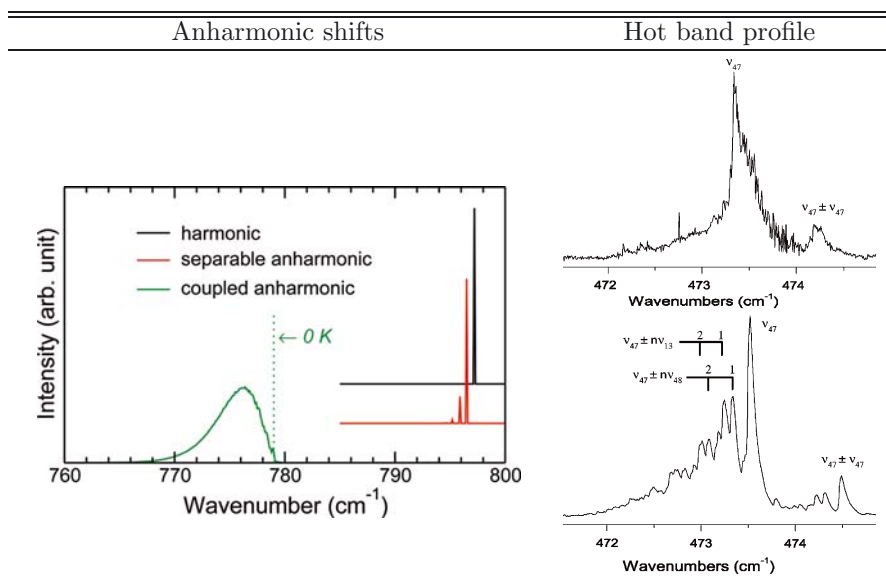 Anharmonic shifts Hot band profile
Intensity (arb. unit)
harmonic
separable anharmonic
coupled anharmonic
← 0 K
760 770 780 790 800
Wavenumber (cm⁻¹)
ν₄₇
ν₄₇ ± ν₄₇
472 473 474
Wavenumbers (cm⁻¹)
ν₄₇
2 1
ν₄₇ ± nν₁₃
2 1
ν₄₇ ± nν₄₈
ν₄₇ ± ν₄₇
472 473 474
Wavenumbers (cm⁻¹)